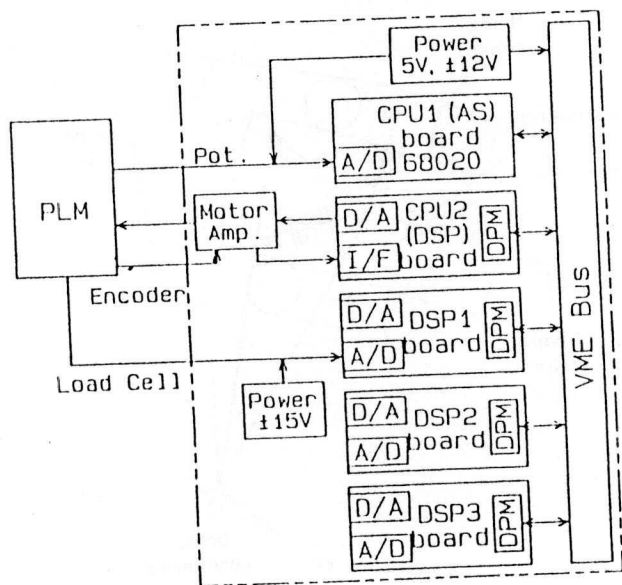 Power
5V, ±12V
CPU1 (AS)
board
68020
A/D
Pot.
PLM
Motor
Amp.
D/A
CPU2
(DSP)
board
I/F
DPM
Encoder
D/A
DSP1
board
A/D
DPM
Load Cell
Power
±15V
D/A
DSP2
board
A/D
DPM
D/A
DSP3
board
A/D
DPM
VME Bus